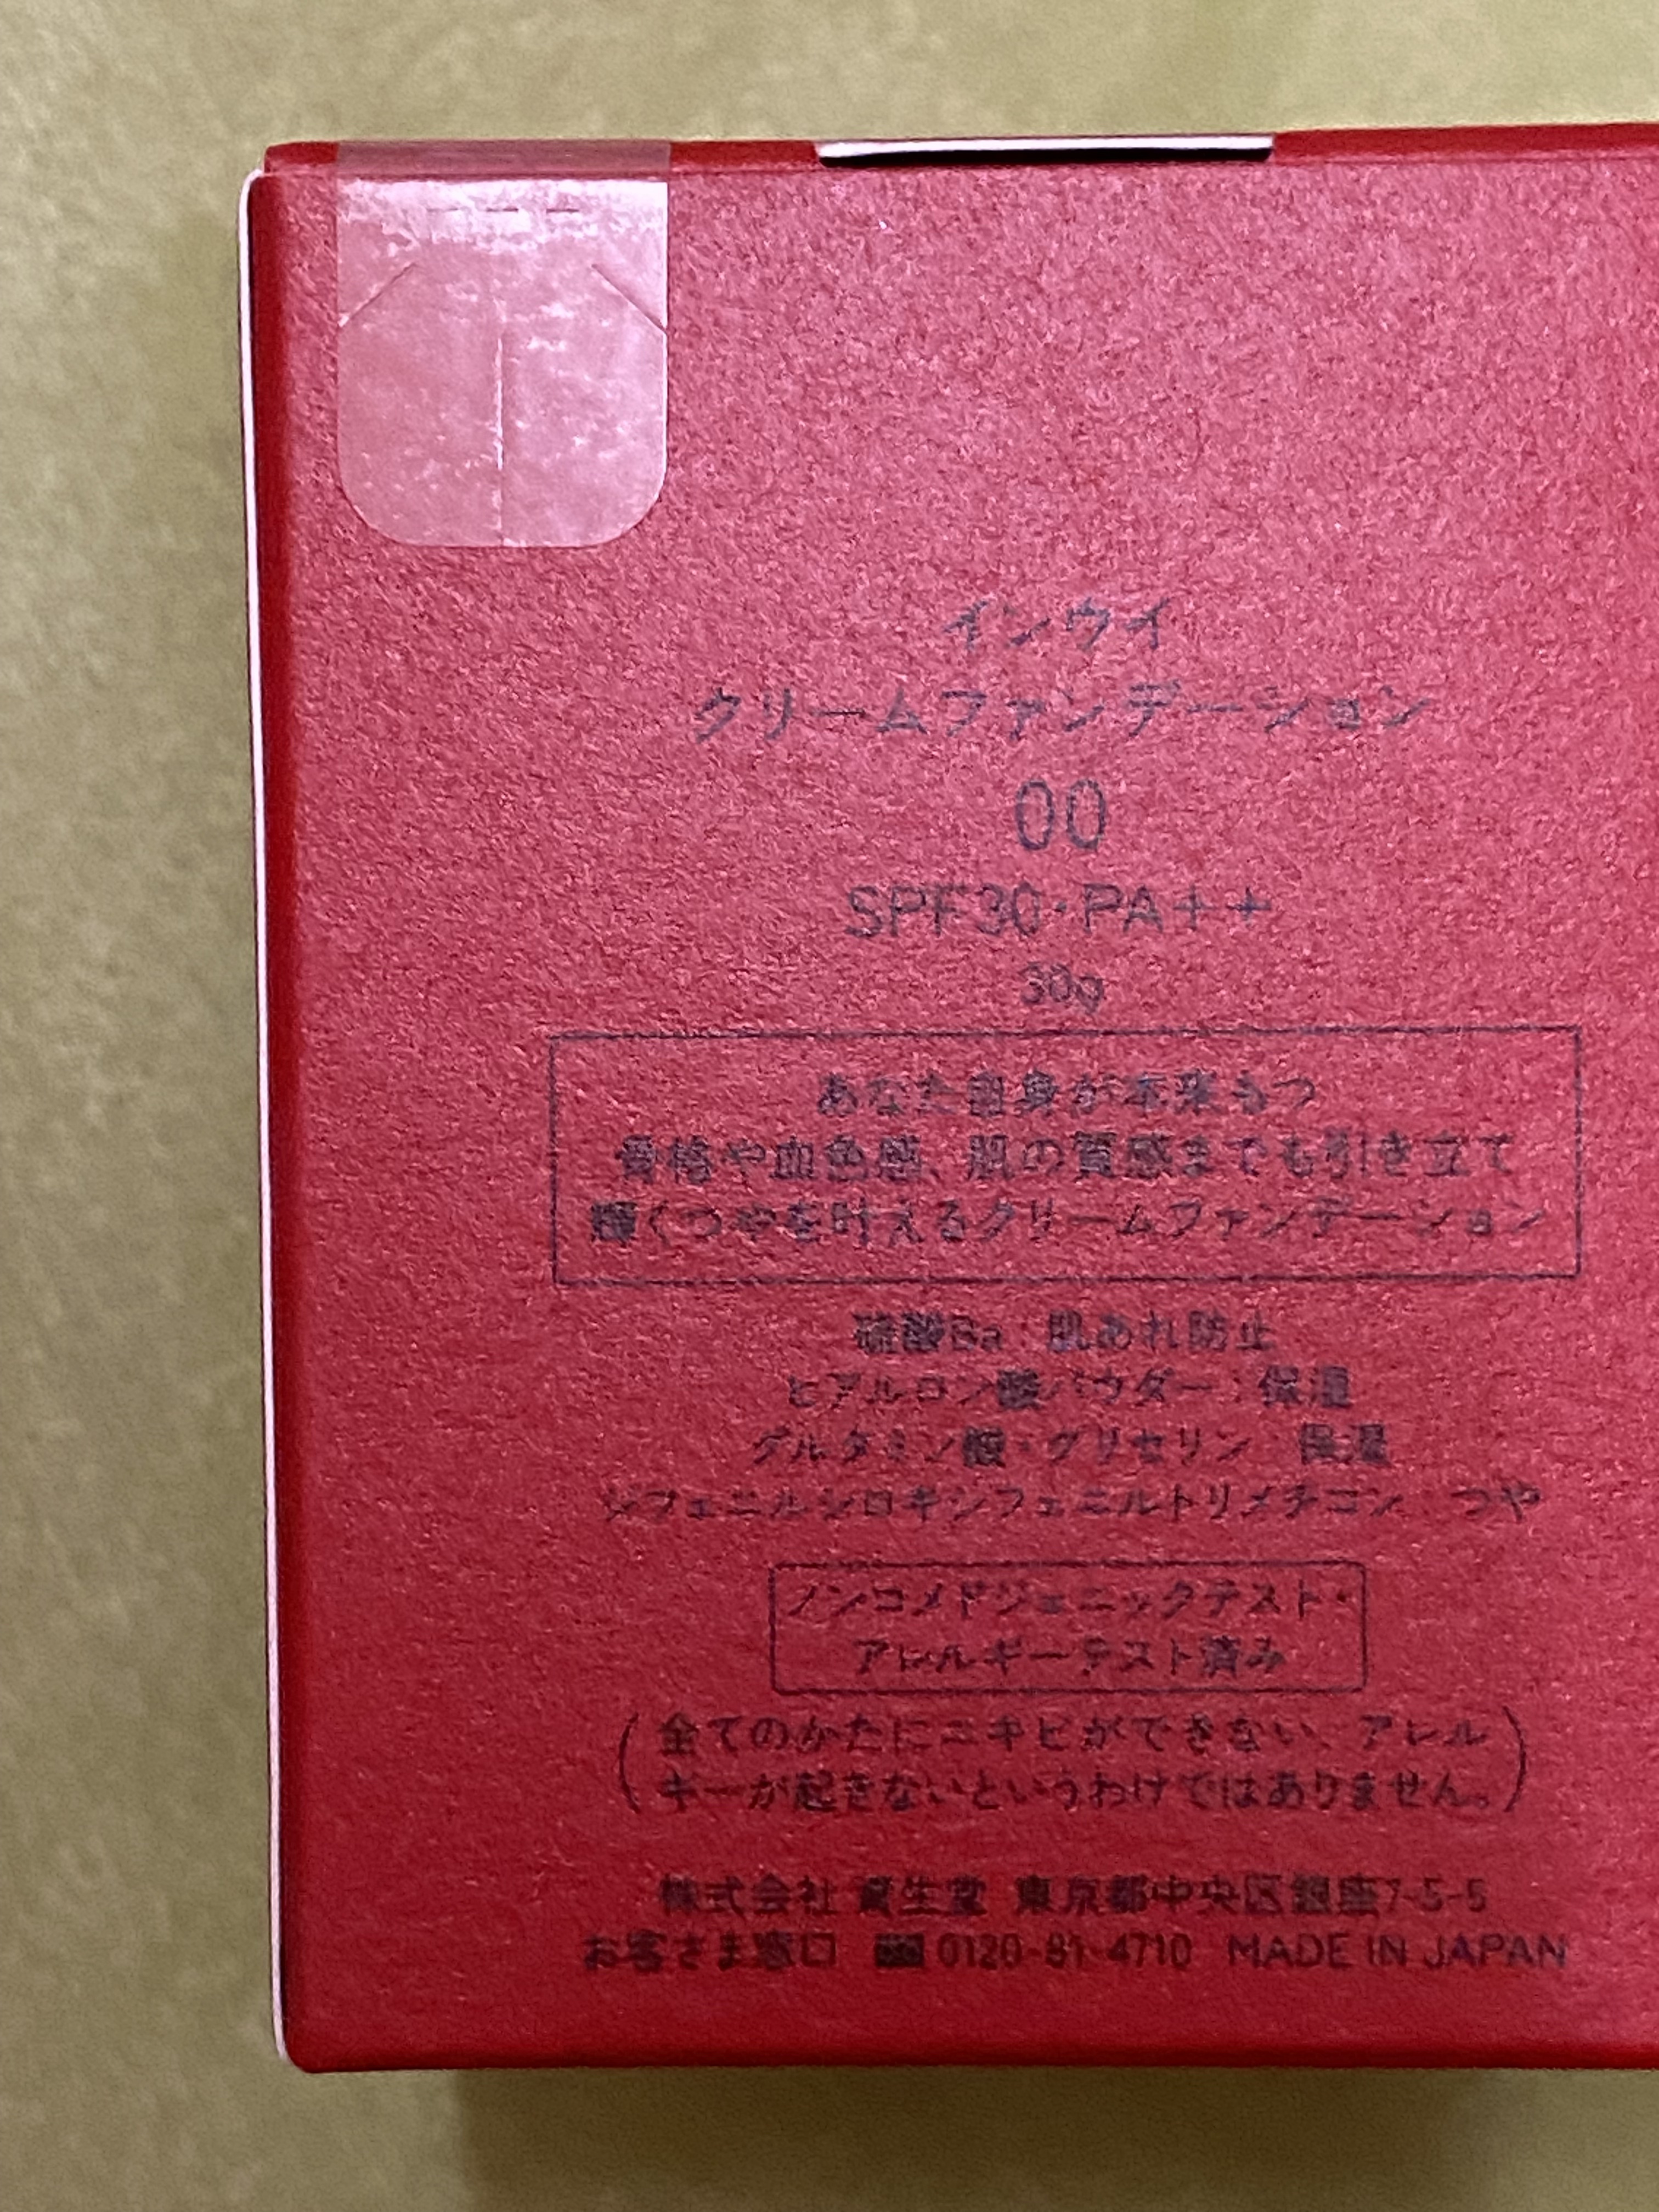 インウイ
クリームファンデーション
00
SPF30・PA++
30g
あなた自身が本来もつ
骨格や血色感、肌の質感までも引き立て
輝くつやを叶えるクリームファンデーション
硫酸Ba：肌あれ防止
ヒアルロン酸パウダー：保湿
グルタミン酸・グリセリン：保湿
ジフェニルシロキシフェニルトリメチコン：つや
ノンコメドジェニックテスト・
アレルギーテスト済み
(全てのかたにニキビができない、アレル
ギーが起きないというわけではありません。)
株式会社 資生堂 東京都中央区銀座7-5-5
お客さま窓口 0120-81-4710 MADE IN JAPAN